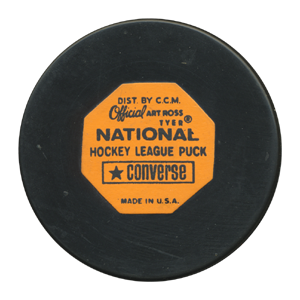 DIST. BY C.C.M.
Official ART ROSS
TYER®
NATIONAL
HOCKEY LEAGUE PUCK
★ CONVERSE
MADE IN U.S.A.